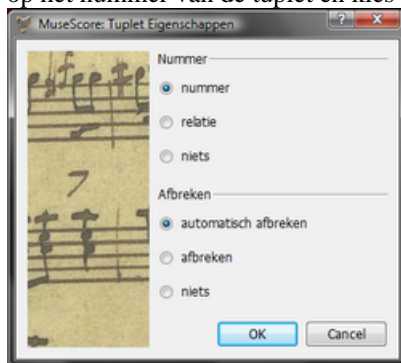 op het nummer van de tuplet en kies
MuseScore: Tuplet Eigenschappen
Nummer
nummer
relatie
niets
7
Afbreken
automatisch afbreken
afbreken
niets
OK Cancel